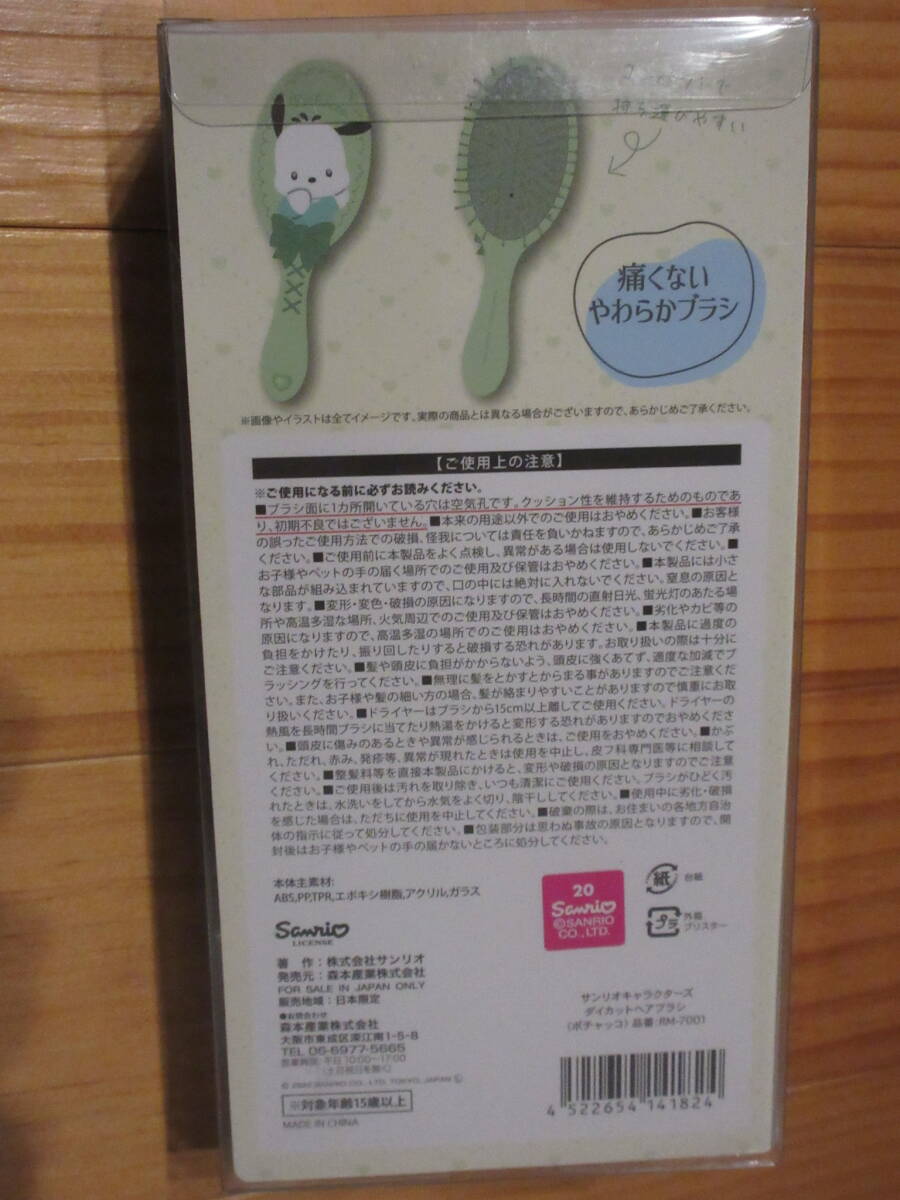 持ち運びやすい
痛くない
やわらかブラシ
※画像やイラストは全てイメージです。実際の商品とは異なる場合がございますので、あらかじめご了承ください。
【ご使用上の注意】
※ご使用になる前に必ずお読みください。
■ブラシ面に1カ所開いている穴は空気孔です。クッション性を維持するためのものであ
り、初期不良ではございません。■本来の用途以外でのご使用はおやめください。■お客様
の誤ったご使用方法での破損、怪我については責任を負いかねますので、あらかじめご了承
ください。■ご使用前に本製品をよく点検し、異常がある場合は使用しないでください。■
お子様やペットの手の届く場所でのご使用及び保管はおやめください。■本製品には小さ
な部品が組み込まれていますので、口の中には絶対に入れないでください。窒息の原因と
なります。■変形・変色・破損の原因になりますので、長時間の直射日光、蛍光灯のあたる場
所や高温多湿な場所、火気周辺でのご使用及び保管はおやめください。■劣化やカビ等の
原因になりますので、高温多湿の場所でのご使用はおやめください。■本製品に過度の
負担をかけたり、振り回したりすると破損する恐れがあります。お取り扱いの際は十分に
ご注意ください。■髪や頭皮に負担がかからないよう、頭皮に強くあてず、適度な加減でブ
ラッシングを行ってください。■無理に髪をとかすとからまる事がありますのでご注意くだ
さい。また、お子様や髪の細い方の場合、髪が絡まりやすいことがありますので慎重にお取
り扱いください。■ドライヤーはブラシから15cm以上離してご使用ください。ドライヤーの
熱風を長時間ブラシに当てたり熱湯をかけると変形する恐れがありますのでおやめくださ
い。■頭皮に傷みのあるときや異常が感じられるときは、ご使用をおやめください。■かぶ
れ、ただれ、赤み、発疹等、異常が現れたときは使用を中止し、皮フ科専門医等に相談して
ください。■整髪料等を直接本製品にかけると、変形や破損の原因となりますのでご注意
ください。■ご使用後は汚れを取り除き、いつも清潔にご使用ください。ブラシがひどく汚
れたときは、水洗いをしてから水気をよく切り、陰干ししてください。■使用中に劣化・破損
を感じた場合は、ただちに使用を中止してください。■破棄の際は、お住まいの各地方自治
体の指示に従って処分してください。■包装部分は思わぬ事故の原因となりますので、開
封後はお子様やペットの手の届かないところに処分してください。
本体主素材:
ABS,PP,TPR,エポキシ樹脂,アクリル,ガラス
Sanrio
LICENSE
20
Sanrio
©SANRIO
CO.,LTD.
紙 台紙
プラ 外箱
ブリスター
著 作:株式会社サンリオ
発売元:森本産業株式会社
FOR SALE IN JAPAN ONLY
販売地域:日本限定
●お問合わせ
森本産業株式会社
大阪市東成区深江南1-5-8
TEL 06-6977-5665
営業時間:平日10:00~17:00
(土日祝日を除く)
SANRIO CO., LTD. TOKYO, JAPAN Ⓛ
※対象年齢15歳以上
MADE IN CHINA
サンリオキャラクターズ
ダイカットヘアブラシ
(ポチャッコ) 品番:RM-7001
4 522654 141824